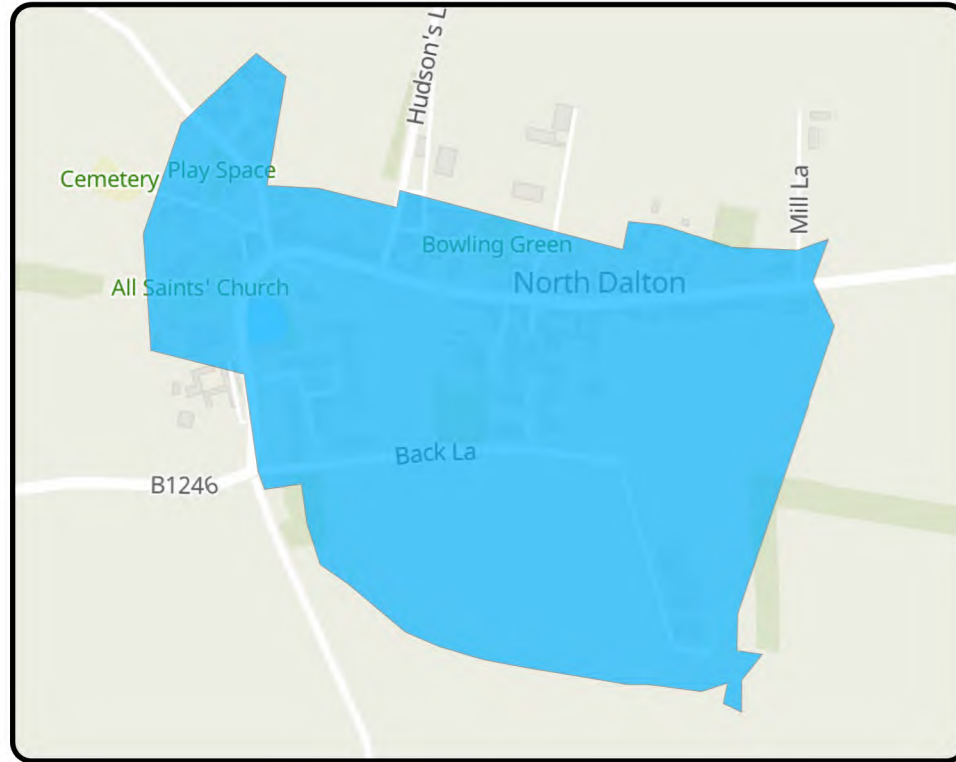 Hudson's L
Cemetery
Play Space
Mill La
Bowling Green
All Saints' Church
North Dalton
Back La
B1246